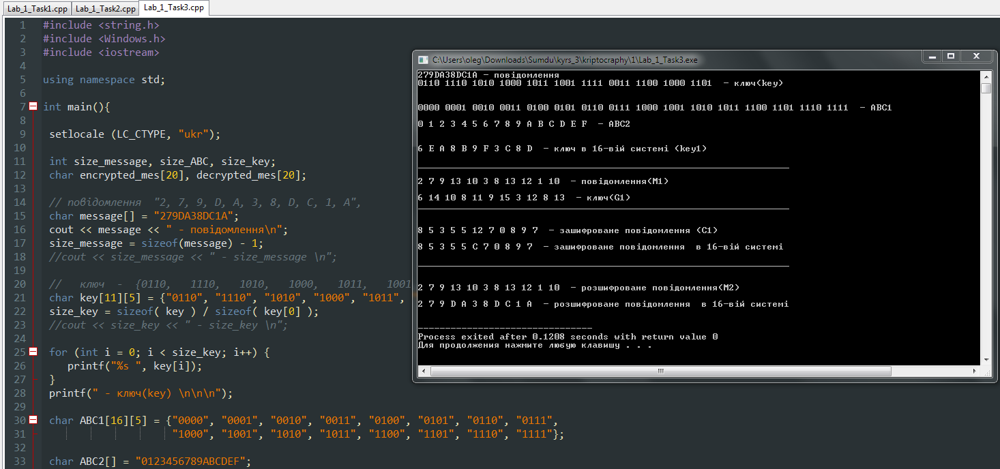 Lab_1_Task1.cpp Lab_1_Task2.cpp Lab_1_Task3.cpp
1 #include <string.h>
2 #include <Windows.h>
3 #include <iostream>
4
5 using namespace std;
6
7 int main(){
8
9 setlocale (LC_CTYPE, "ukr");
10
11 int size_message, size_ABC, size_key;
12 char encrypted_mes[20], decrypted_mes[20];
13
14 // повідомлення "2, 7, 9, D, A, 3, 8, D, C, 1, A",
15 char message[] = "279DA38DC1A";
16 cout << message << " - повідомлення\n";
17 size_message = sizeof(message) - 1;
18 //cout << size_message << " - size_message \n";
19
20 // ключ - {0110, 1110, 1010, 1000, 1011, 1001
21 char key[11][5] = {"0110", "1110", "1010", "1000", "1011",
22 size_key = sizeof( key ) / sizeof( key[0] );
23 //cout << size_key << " - size_key \n";
24
25 for (int i = 0; i < size_key; i++) {
26 printf("%s ", key[i]);
27 }
28 printf(" - ключ(key) \n\n\n");
29
30 char ABC1[16][5] = {"0000", "0001", "0010", "0011", "0100", "0101", "0110", "0111",
31 "1000", "1001", "1010", "1011", "1100", "1101", "1110", "1111"};
32
33 char ABC2[] = "0123456789ABCDEF";
C:\Users\oleg\Downloads\Sumdu\kyrs_3\kriptocraphy\1\Lab_1_Task3.exe
279DA38DC1A - повідомлення
0110 1110 1010 1000 1011 1001 1111 0011 1100 1000 1101 - ключ(key)
0000 0001 0010 0011 0100 0101 0110 0111 1000 1001 1010 1011 1100 1101 1110 1111 - ABC1
0 1 2 3 4 5 6 7 8 9 A B C D E F - ABC2
6 E A 8 B 9 F 3 C 8 D - ключ в 16-вій системі (key1)
2 7 9 13 10 3 8 13 12 1 10 - повідомлення(M1)
6 14 10 8 11 9 15 3 12 8 13 - ключ(G1)
8 5 3 5 5 12 7 0 8 9 7 - зашифроване повідомлення (C1)
8 5 3 5 5 C 7 0 8 9 7 - зашифроване повідомлення в 16-вій системі
2 7 9 13 10 3 8 13 12 1 10 - розшифроване повідомлення(M2)
2 7 9 D A 3 8 D C 1 A - розшифроване повідомлення в 16-вій системі
--------------------------------
Process exited after 0.1208 seconds with return value 0
Для продолжения нажмите любую клавишу . . .